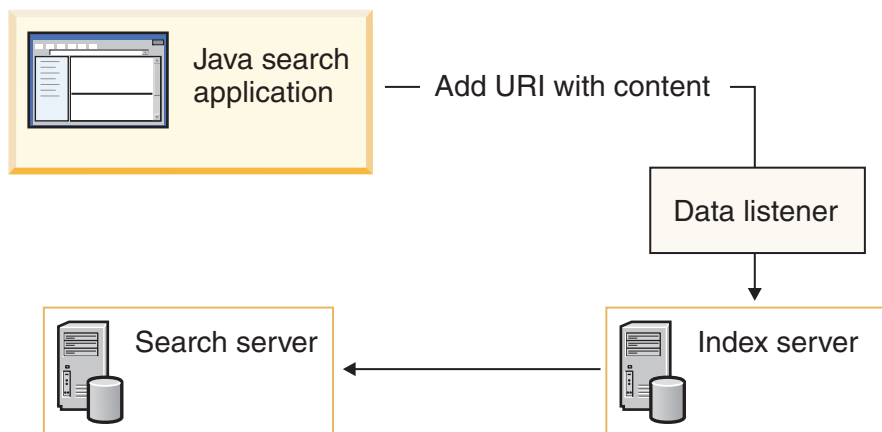 Java search
application
Add URI with content
Data listener
Search server
Index server